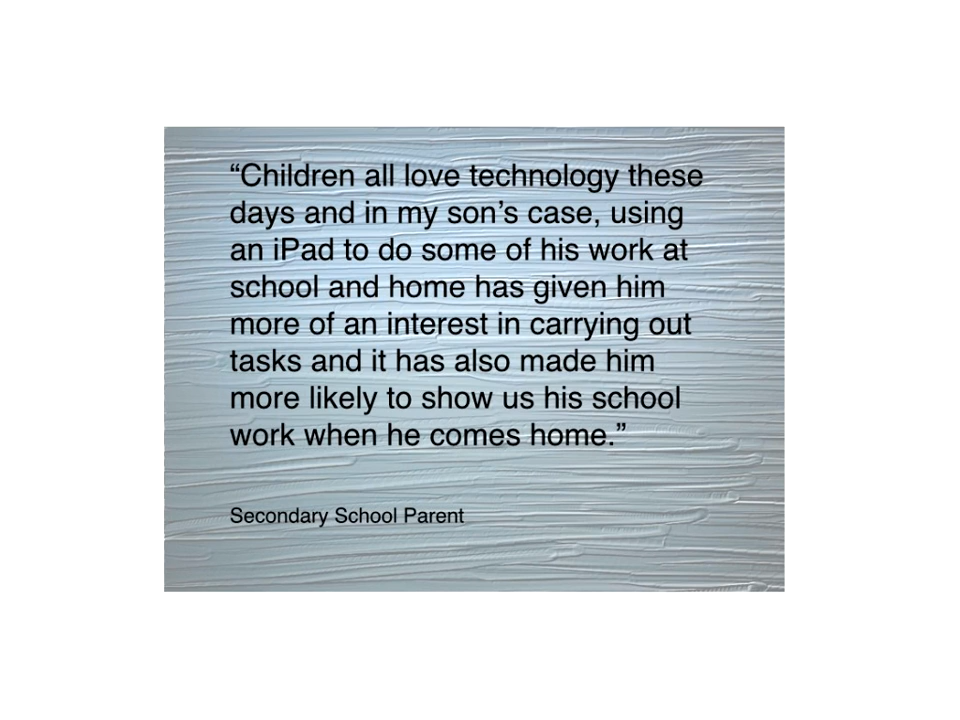 “Children all love technology these
days and in my son’s case, using
an iPad to do some of his work at
school and home has given him
more of an interest in carrying out
tasks and it has also made him
more likely to show us his school
work when he comes home.”
Secondary School Parent